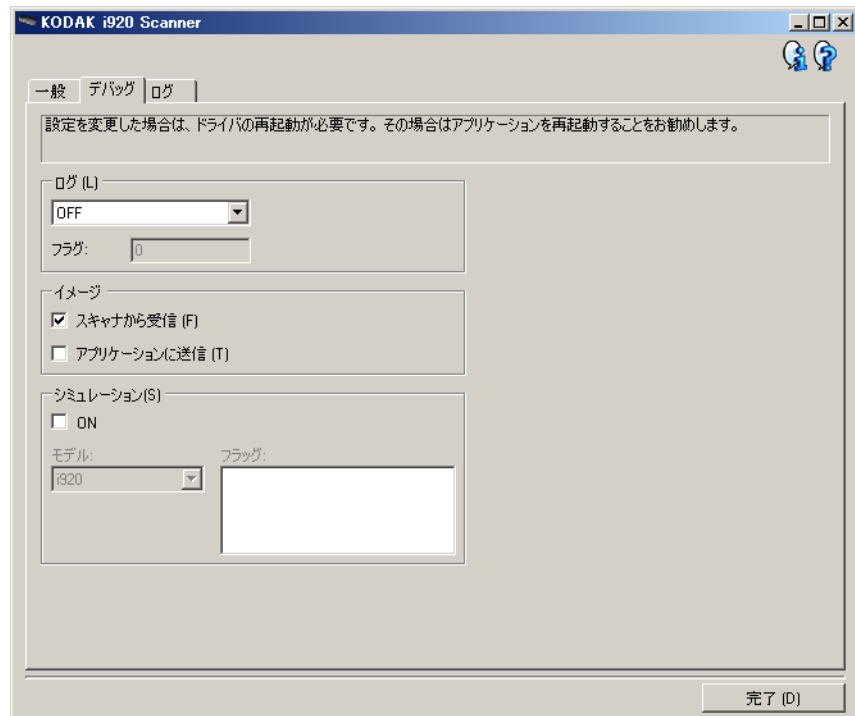 KODAK i920 Scanner
一般 デバッグ ログ
設定を変更した場合は、ドライバの再起動が必要です。その場合はアプリケーションを再起動することをお勧めします。
ログ (L)
OFF
フラグ: 0
イメージ
スキャナから受信 (F)
アプリケーションに送信 (T)
シミュレーション(S)
ON
モデル: フラッグ:
i920
完了 (D)